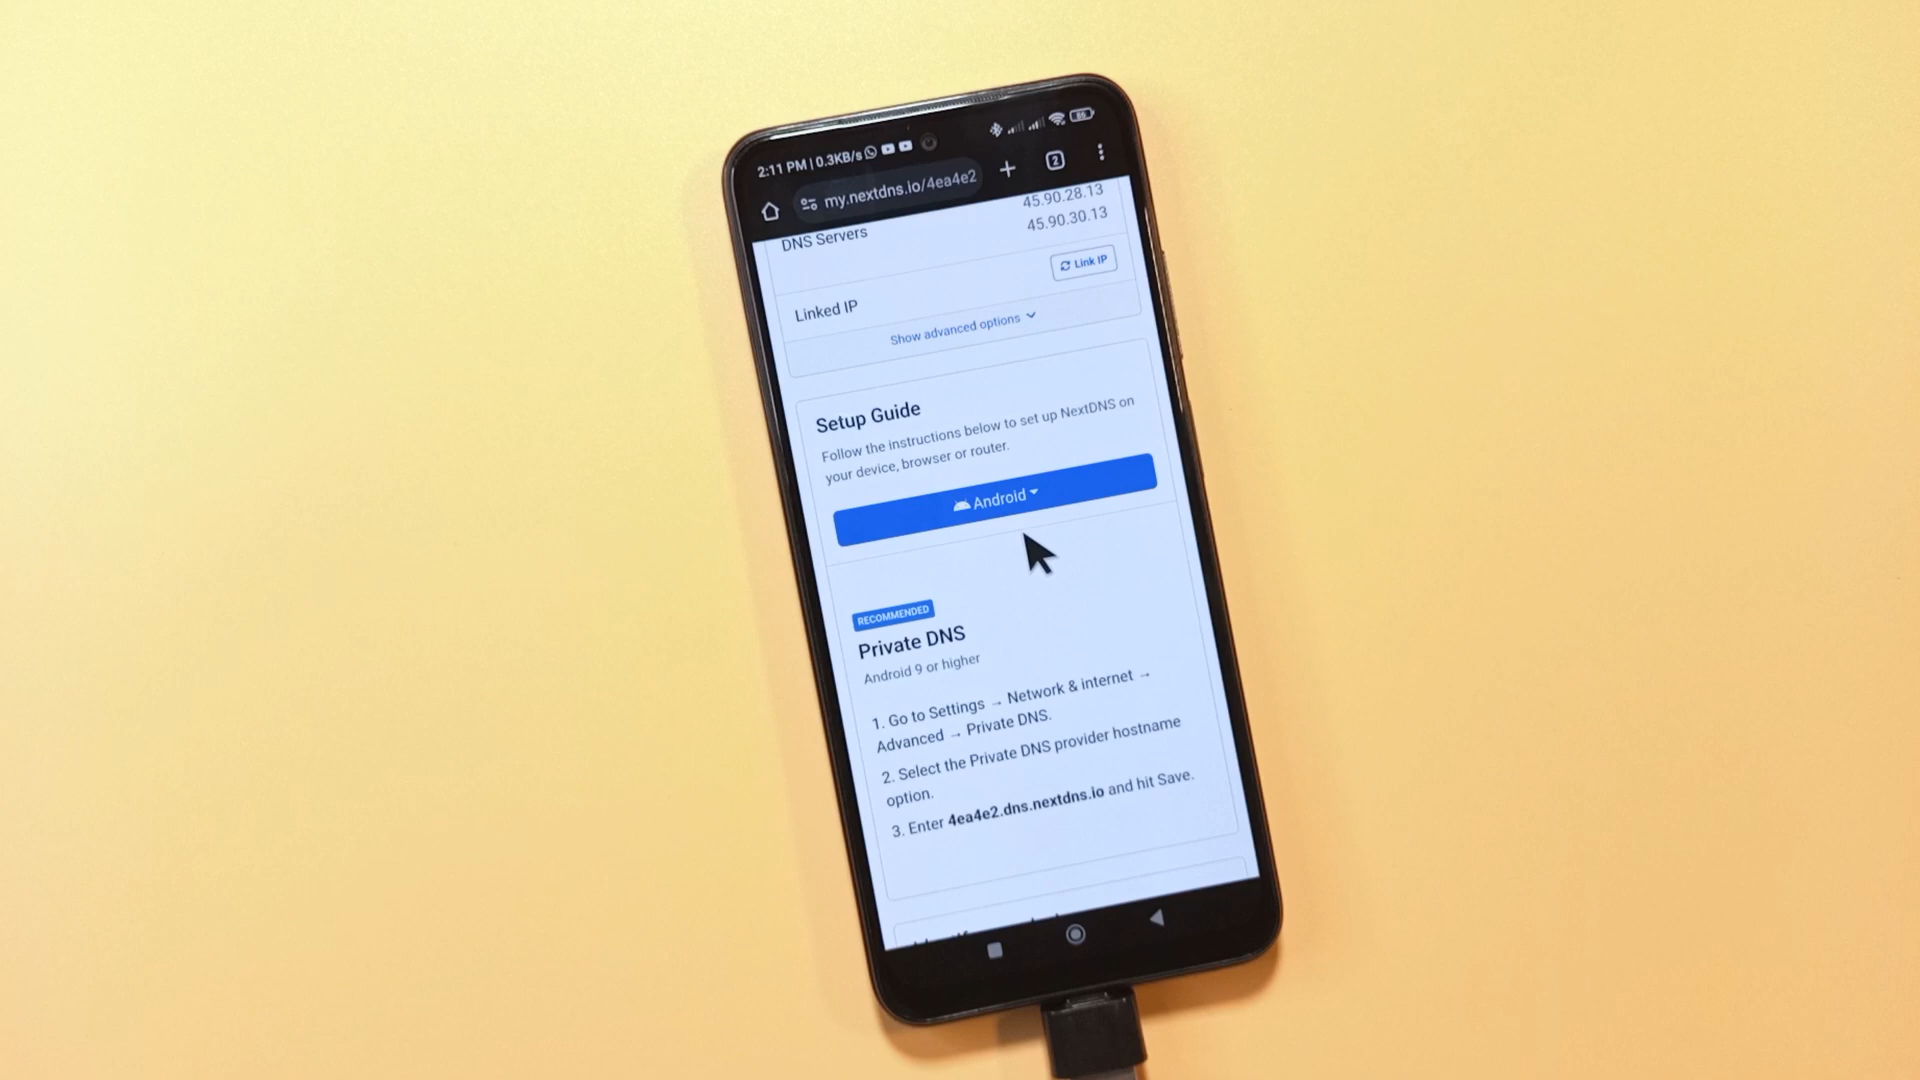 2:11 PM | 0.3KB/s
86
my.nextdns.io/4ea4e2
2
DNS Servers
45.90.28.13
45.90.30.13
Linked IP
Link IP
Show advanced options
Setup Guide
Follow the instructions below to set up NextDNS on
your device, browser or router.
Android
RECOMMENDED
Private DNS
Android 9 or higher
1. Go to Settings → Network & internet →
Advanced → Private DNS.
2. Select the Private DNS provider hostname
option.
3. Enter 4ea4e2.dns.nextdns.io and hit Save.